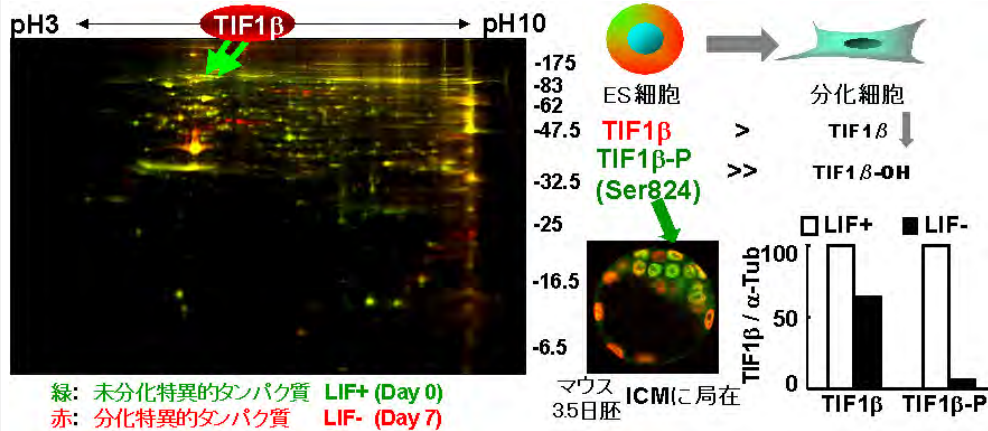 pH3
TIF1β
pH10
-175
-83
-62
-47.5
-32.5
-25
-16.5
-6.5
緑: 未分化特異的タンパク質 LIF+ (Day 0)
赤: 分化特異的タンパク質 LIF- (Day 7)
ES細胞
分化細胞
TIF1β > TIF1β
TIF1β-P >> TIF1β-OH
(Ser824)
マウス
3.5日胚
ICMに局在
LIF+ LIF-
TIF1β / α-Tub
100
50
0
TIF1β TIF1β-P